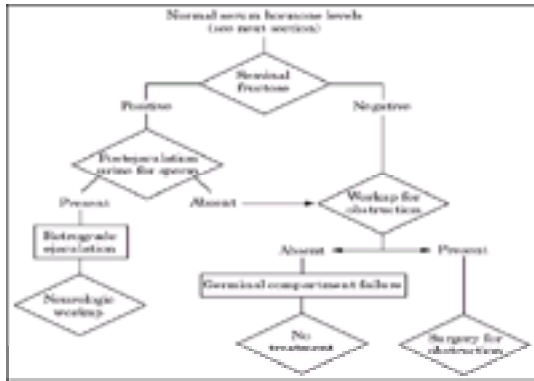 Normal serum hormone levels
(see next section)
Seminal
fructose
Positive
Negative
Postejaculation
urine for sperm
Workup for
obstruction
Present
Absent
Retrograde
ejaculation
Absent
Present
Germinal compartment failure
Neurologic
workup
No
treatment
Surgery for
obstruction